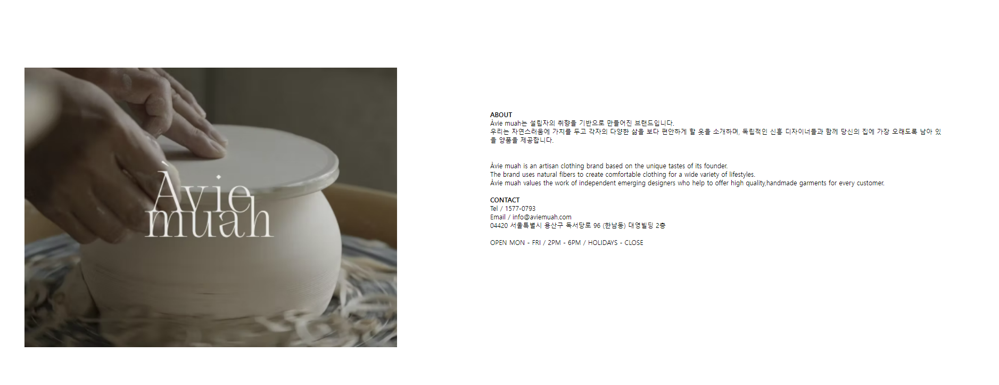 Àvie
muah
ABOUT
Àvie muah는 설립자의 취향을 기반으로 만들어진 브랜드입니다.
우리는 자연스러움에 가치를 두고 각자의 다양한 삶을 보다 편안하게 할 옷을 소개하며, 독립적인 신흥 디자이너들과 함께 당신의 집에 가장 오래도록 남아 있
을 양품을 제공합니다.
Àvie muah is an artisan clothing brand based on the unique tastes of its founder.
The brand uses natural fibers to create comfortable clothing for a wide variety of lifestyles.
Àvie muah values the work of independent emerging designers who help to offer high quality,handmade garments for every customer.
CONTACT
Tel / 1577-0793
Email / info@aviemuah.com
04420 서울특별시 용산구 독서당로 96 (한남동) 대영빌딩 2층
OPEN MON - FRI / 2PM - 6PM / HOLIDAYS - CLOSE